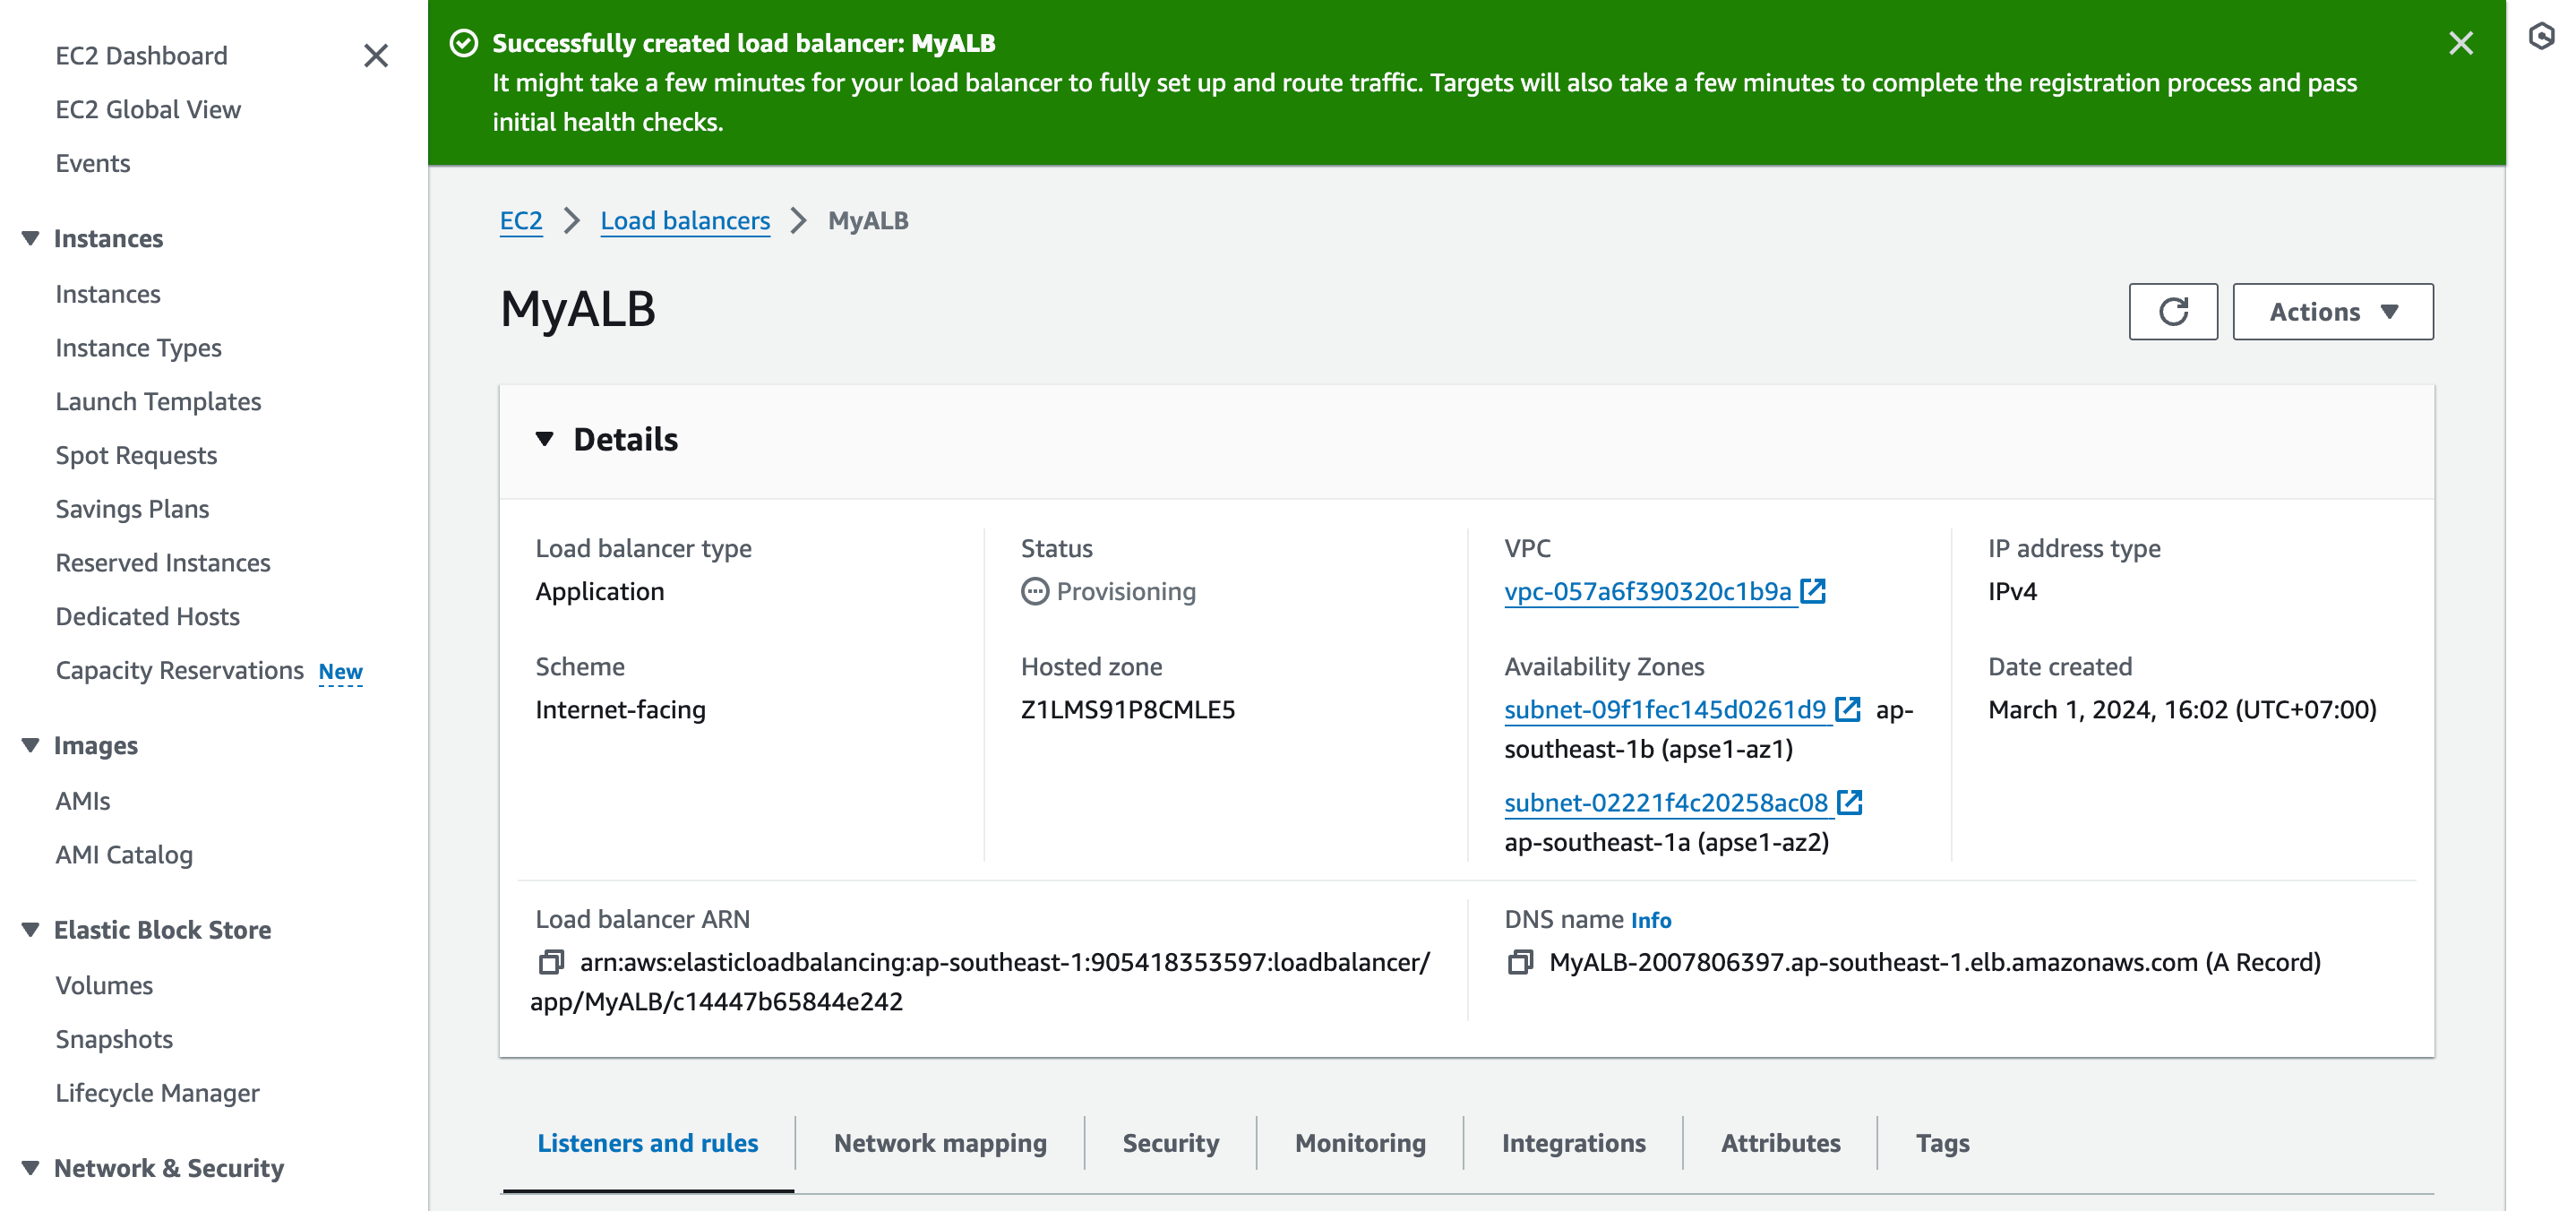 EC2 Dashboard
EC2 Global View
Events
Instances
Instances
Instance Types
Launch Templates
Spot Requests
Savings Plans
Reserved Instances
Dedicated Hosts
Capacity Reservations New
Images
AMIs
AMI Catalog
Elastic Block Store
Volumes
Snapshots
Lifecycle Manager
Network & Security
Successfully created load balancer: MyALB
It might take a few minutes for your load balancer to fully set up and route traffic. Targets will also take a few minutes to complete the registration process and pass
initial health checks.
EC2 > Load balancers > MyALB
MyALB
Actions
Details
Load balancer type
Application
Scheme
Internet-facing
Status
Provisioning
Hosted zone
Z1LMS91P8CMLE5
VPC
vpc-057a6f390320c1b9a
Availability Zones
subnet-09f1fec145d0261d9 ap-
southeast-1b (apse1-az1)
subnet-02221f4c20258ac08
ap-southeast-1a (apse1-az2)
IP address type
IPv4
Date created
March 1, 2024, 16:02 (UTC+07:00)
Load balancer ARN
arn:aws:elasticloadbalancing:ap-southeast-1:905418353597:loadbalancer/
app/MyALB/c14447b65844e242
DNS name Info
MyALB-2007806397.ap-southeast-1.elb.amazonaws.com (A Record)
Listeners and rules
Network mapping
Security
Monitoring
Integrations
Attributes
Tags